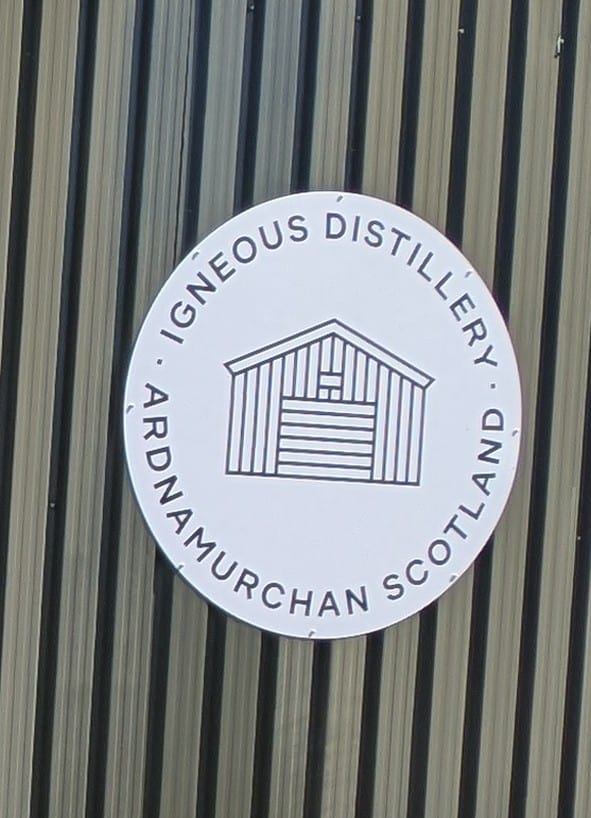 IGNEOUS DISTILLERY
ARDNAMURCHAN SCOTLAND